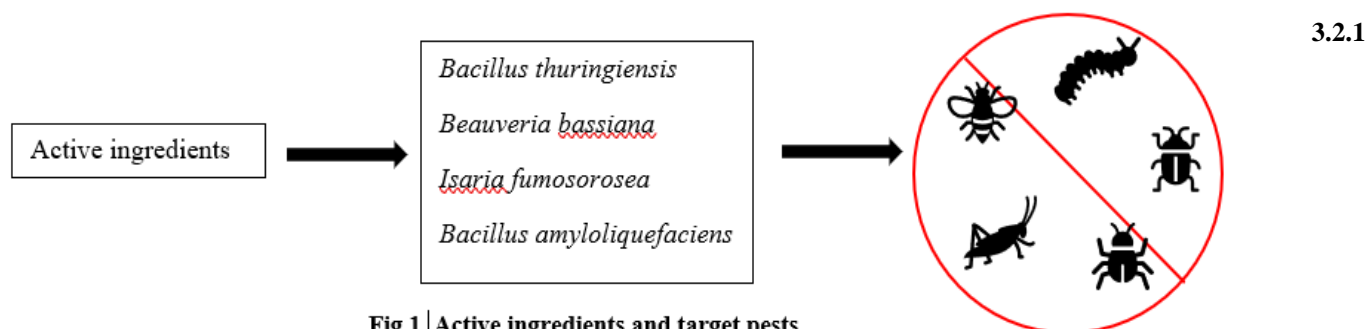 3.2.1
Active ingredients
Bacillus thuringiensis
Beauveria bassiana
Isaria fumosorosea
Bacillus amyloliquefaciens
Fig 1 Active ingredients and target pests